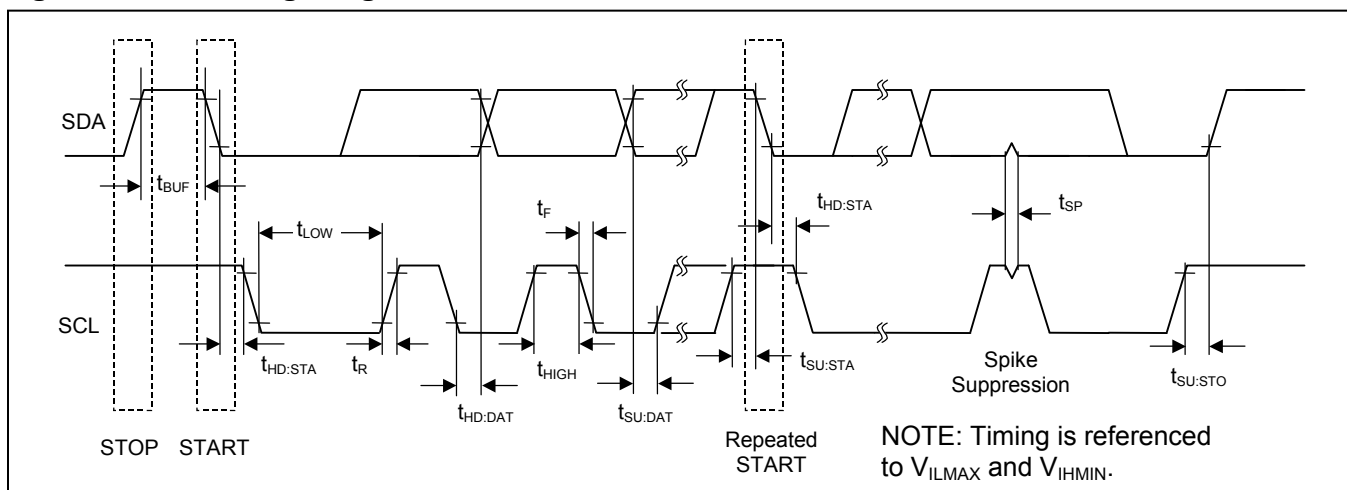 SDA
tBUF
tLOW
tF
tHD:STA
tSP
SCL
tHD:STA
tR
tHD:DAT
tHIGH
tSU:DAT
tSU:STA
Spike
Suppression
tSU:STO
STOP
START
Repeated
START
NOTE: Timing is referenced
to VILMAX and VIHMIN.